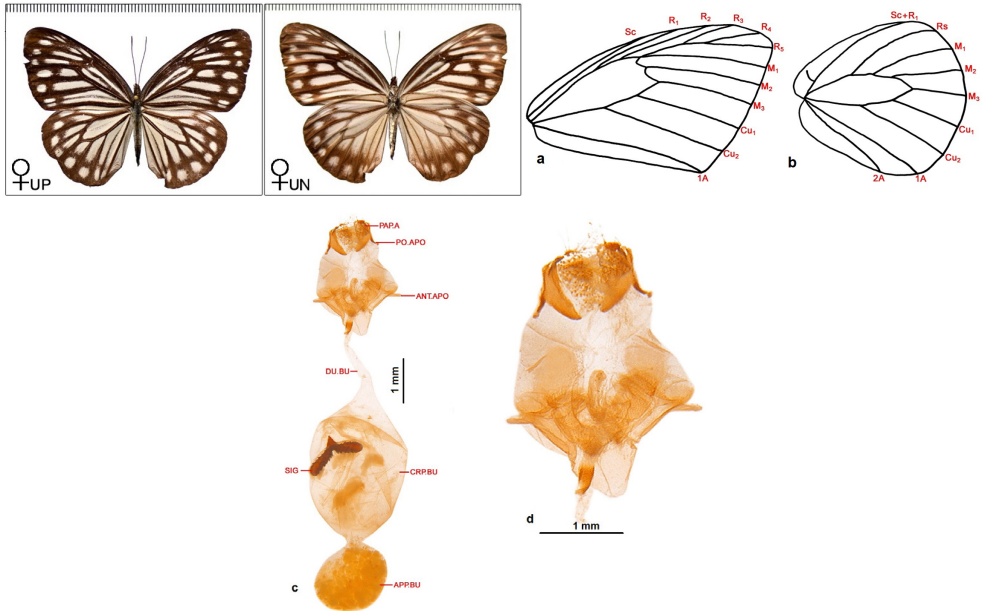 ♀UP
♀UN
Sc R₁ R₂ R₃ R₄ R₅ M₁ M₂ M₃ Cu₁ Cu₂ 1A
a
Sc+R₁ Rs M₁ M₂ M₃ Cu₁ Cu₂ 1A 2A
b
PAP.A
PO.APO
ANT.APO
DU.BU
1 mm
SIG
CRP.BU
APP.BU
c
d
1 mm